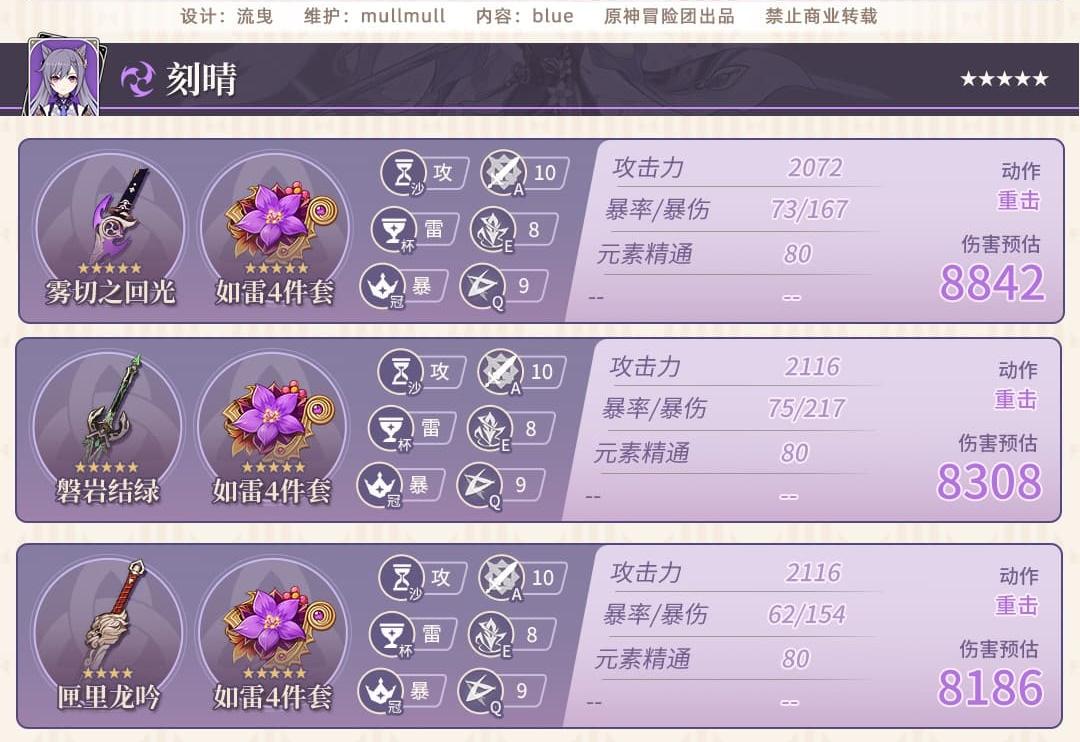 设计：流曳 维护：mullmull 内容：blue 原神冒险团出品 禁止商业转载
刻晴
雾切之回光
如雷4件套
沙 攻
A 10
杯 雷
E 8
冠 暴
Q 9
攻击力 2072
暴率/暴伤 73/167
元素精通 80
-- --
动作
重击
伤害预估
8842
磐岩结绿
如雷4件套
沙 攻
A 10
杯 雷
E 8
冠 暴
Q 9
攻击力 2116
暴率/暴伤 75/217
元素精通 80
-- --
动作
重击
伤害预估
8308
匣里龙吟
如雷4件套
沙 攻
A 10
杯 雷
E 8
冠 暴
Q 9
攻击力 2116
暴率/暴伤 62/154
元素精通 80
-- --
动作
重击
伤害预估
8186